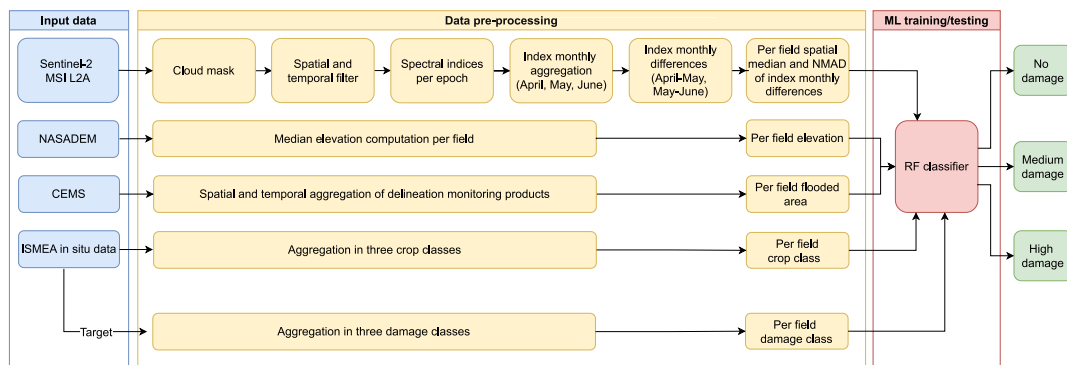 Input data
Data pre-processing
ML training/testing
Sentinel-2
MSI L2A
Cloud mask
Spatial and
temporal filter
Spectral indices
per epoch
Index monthly
aggregation
(April, May, June)
Index monthly
differences
(April-May,
May-June)
Per field spatial
median and NMAD
of index monthly
differences
No
damage
NASADEM
Median elevation computation per field
Per field elevation
RF classifier
Medium
damage
CEMS
Spatial and temporal aggregation of delineation monitoring products
Per field flooded
area
ISMEA in situ data
Aggregation in three crop classes
Per field
crop class
High
damage
Target
Aggregation in three damage classes
Per field
damage class